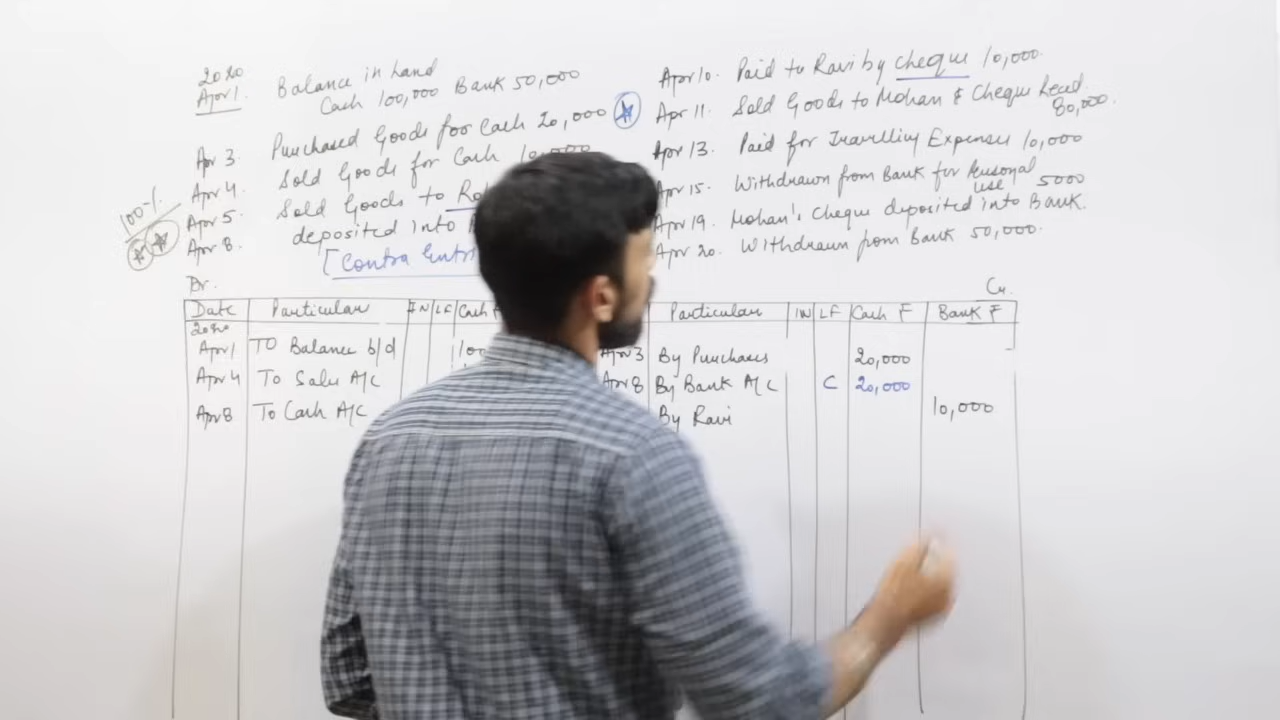 2020
Apr 1. Balance in hand
Cash 100,000 Bank 50,000
Apr 3 Purchased Goods for Cash 20,000
Apr 4. Sold Goods for Cash
Apr 5 Sold Goods to
Apr 8. deposited into
[Contra Entr
100%
Apr 10. Paid to Ravi by cheque 10,000.
Apr 11. Sold Goods to Mohan & Cheque Recd.
80,000.
Apr 13. Paid for Travelling Expenses 10,000
Apr 15. Withdrawn from Bank for Personal use 5000
Apr 19. Mohan's Cheque deposited into Bank.
Apr 20. Withdrawn from Bank 50,000.
Dr. Cr.
Date Particular LF Cash Particular IN LF Cash ₹ Bank ₹
2020
Apr 1 TO Balance b/d 100 Apr 3 By Purchases 20,000
Apr 4 To Sales A/c Apr 8 By Bank A/c C 20,000
Apr 8 To Cash A/c By Ravi 10,000